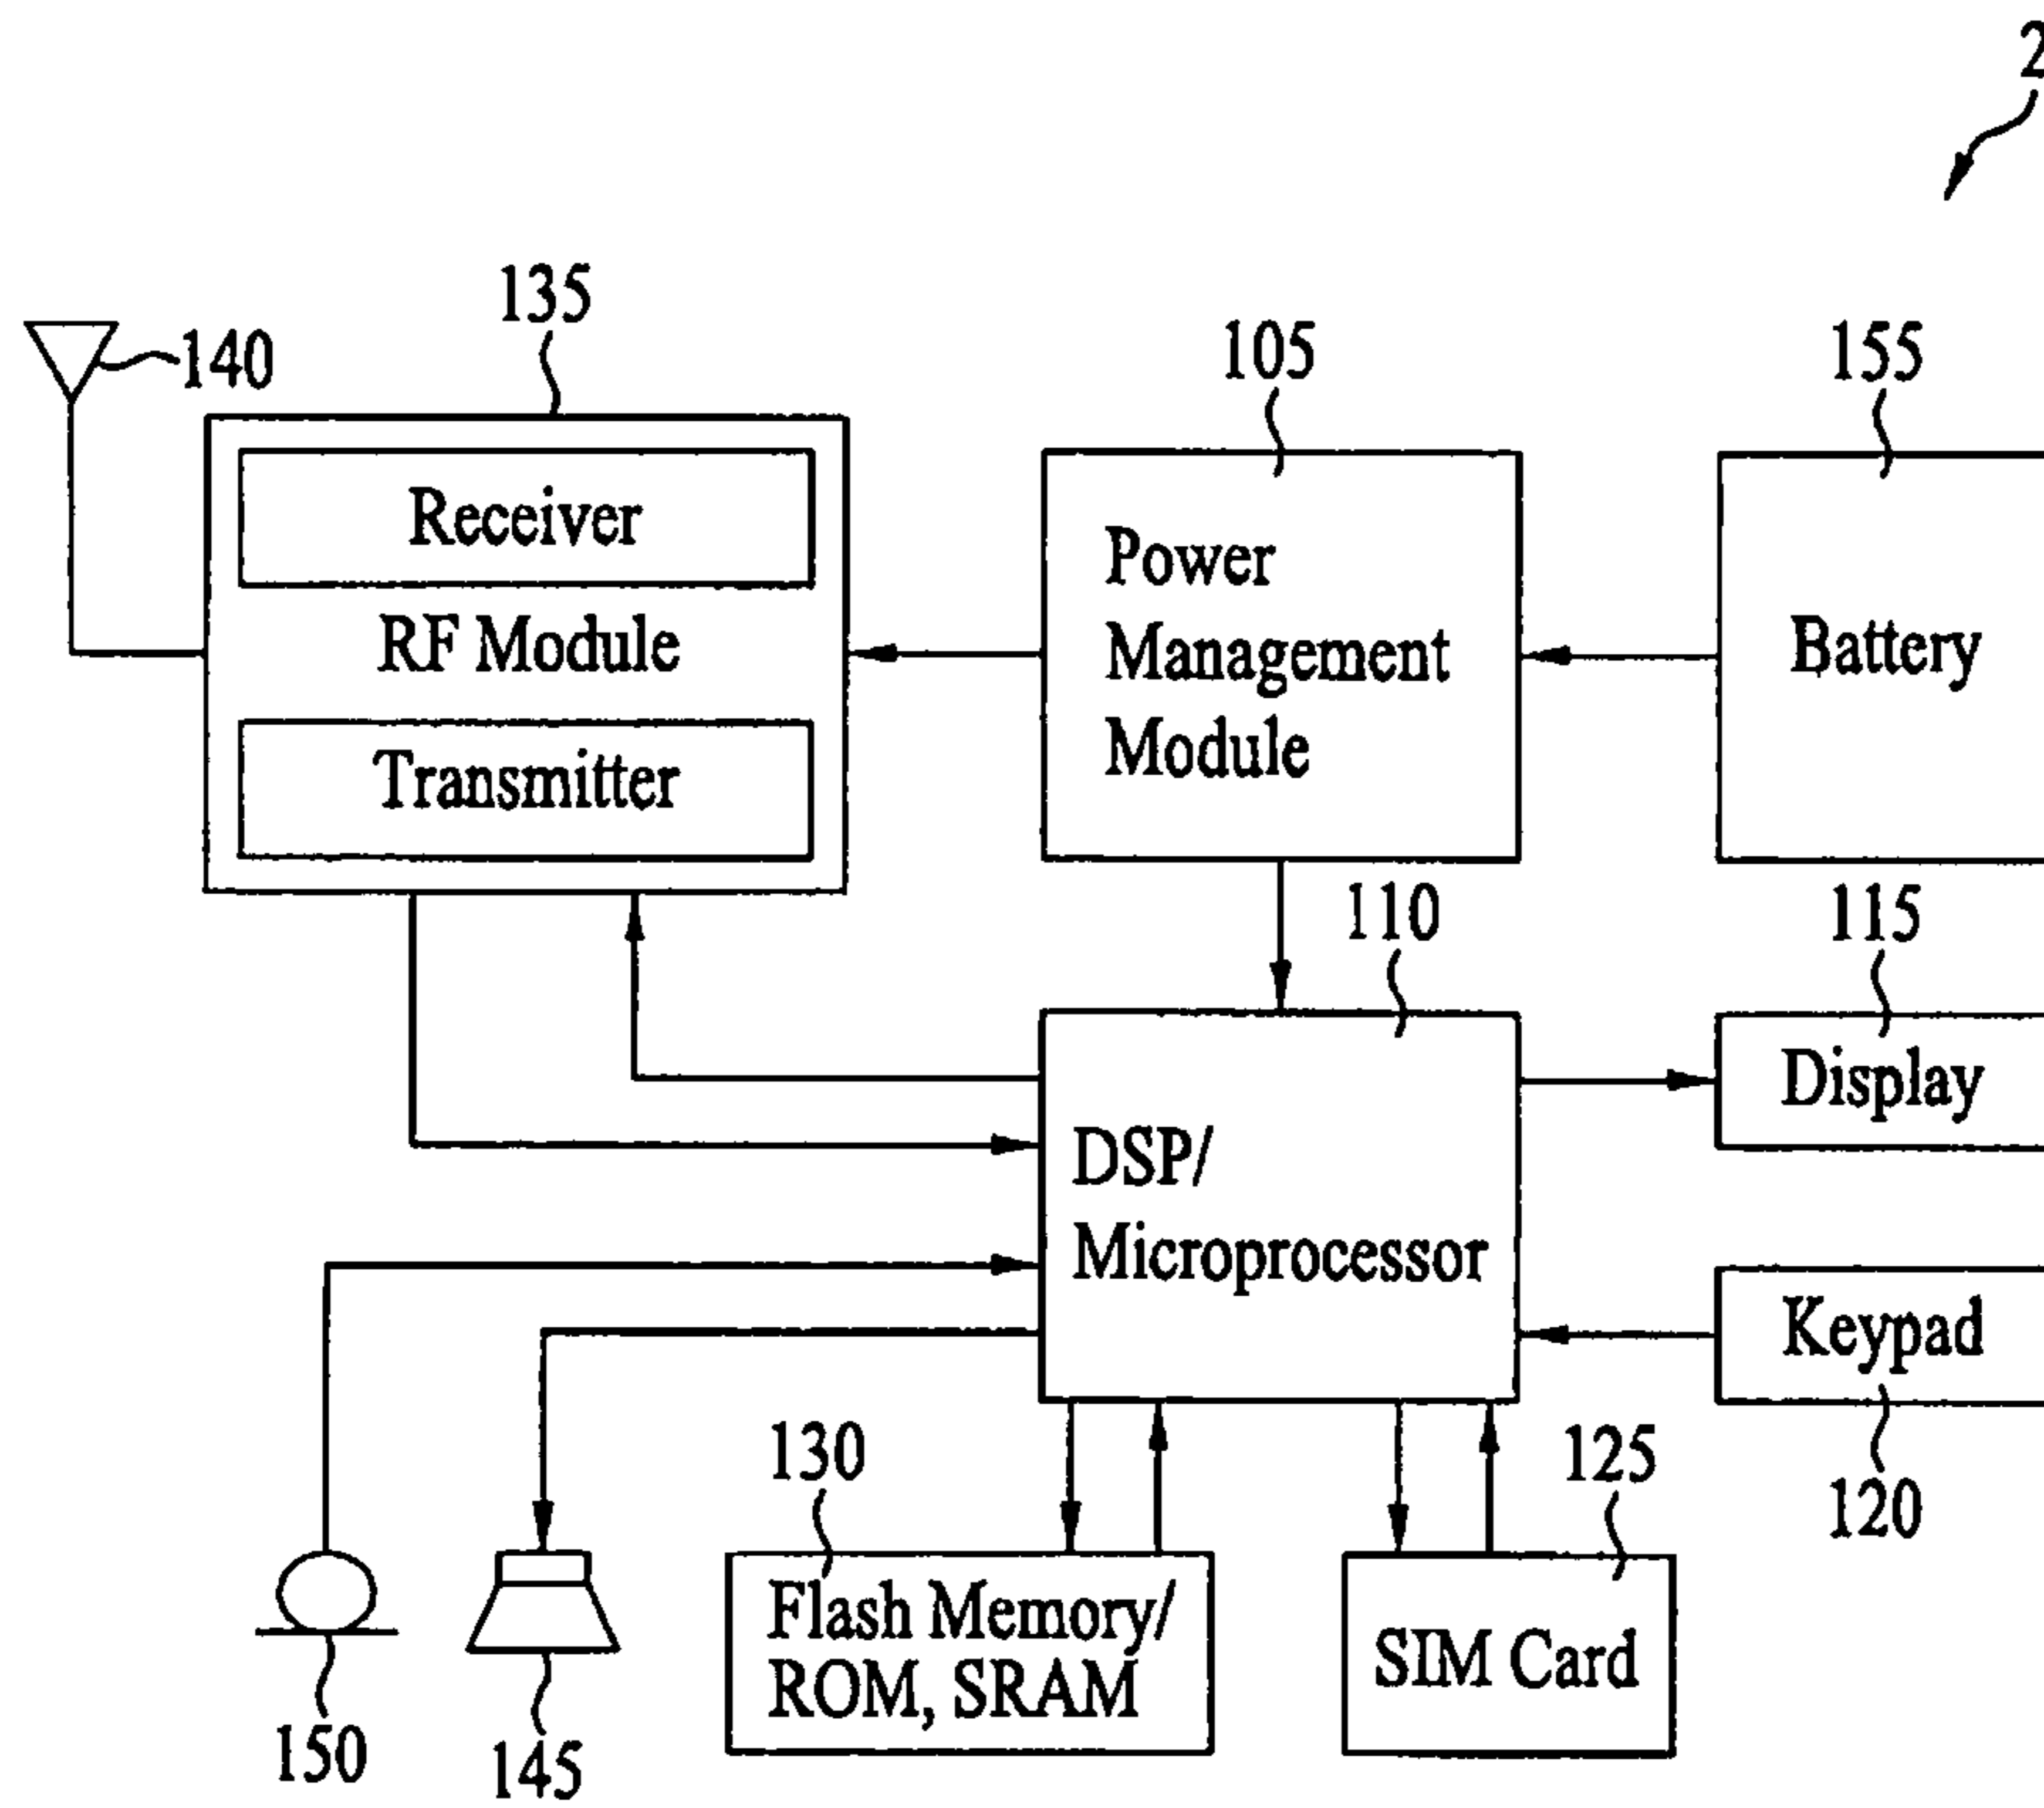 2
135
140
105
155
Receiver
RF Module
Transmitter
Power
Management
Module
Battery
110
115
Display
DSP/
Microprocessor
Keypad
120
130
125
Flash Memory/
ROM, SRAM
SIM Card
150
145